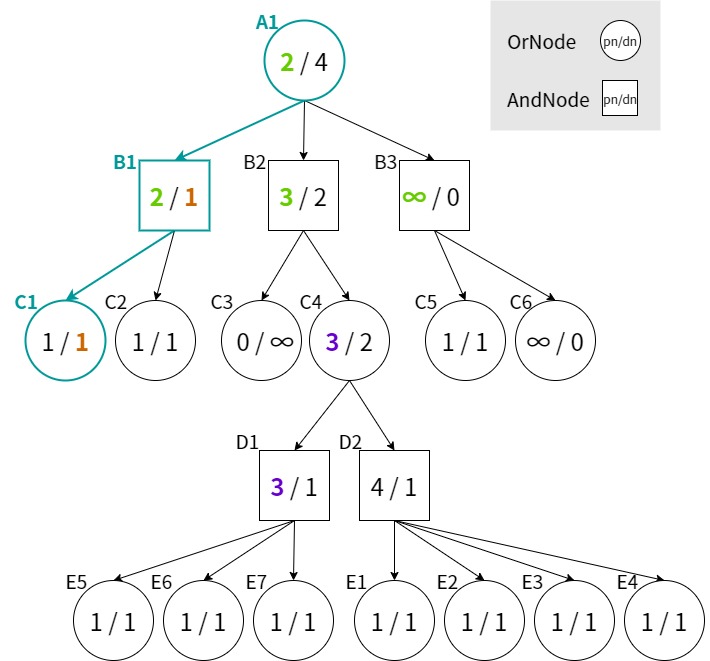 A1
2 / 4
OrNode
pn/dn
AndNode
pn/dn
B1
2 / 1
B2
3 / 2
B3
∞ / 0
C1
1 / 1
C2
1 / 1
C3
0 / ∞
C4
3 / 2
C5
1 / 1
C6
∞ / 0
D1
3 / 1
D2
4 / 1
E5
1 / 1
E6
1 / 1
E7
1 / 1
E1
1 / 1
E2
1 / 1
E3
1 / 1
E4
1 / 1